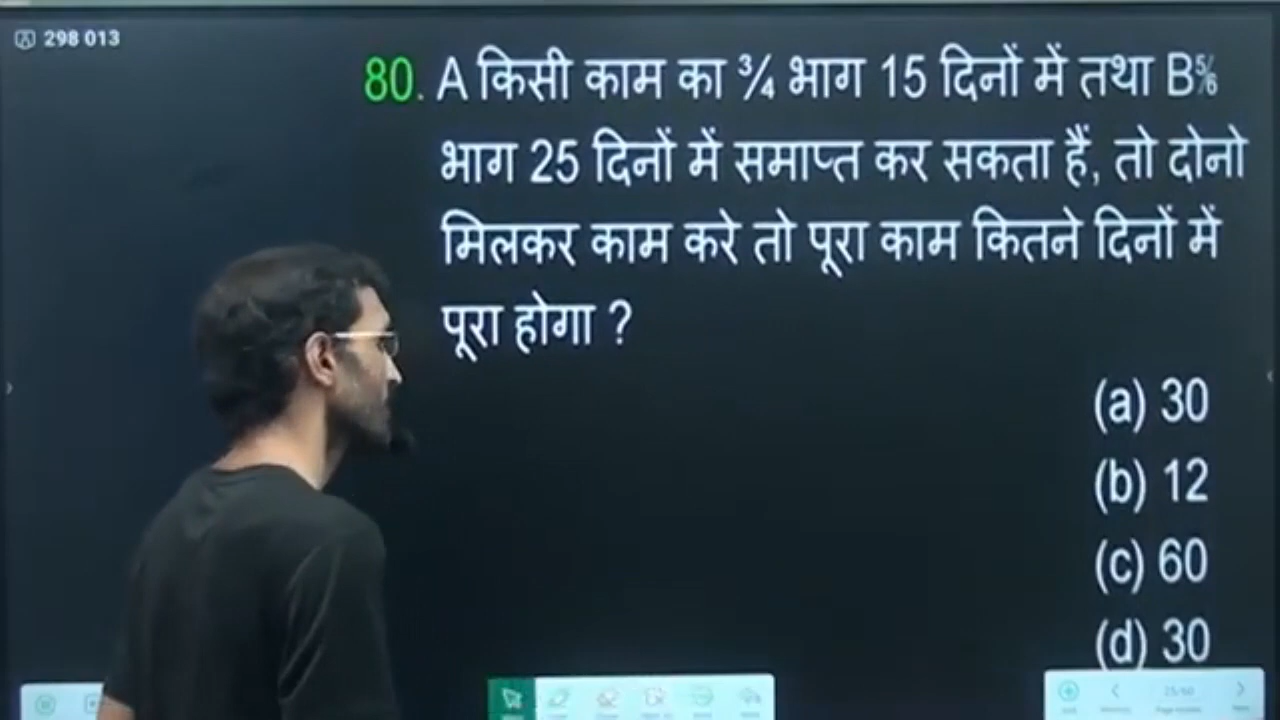 298 013
80. A किसी काम का ¾ भाग 15 दिनों में तथा B⅚
भाग 25 दिनों में समाप्त कर सकता हैं, तो दोनो
मिलकर काम करे तो पूरा काम कितने दिनों में
पूरा होगा ?
(a) 30
(b) 12
(c) 60
(d) 30